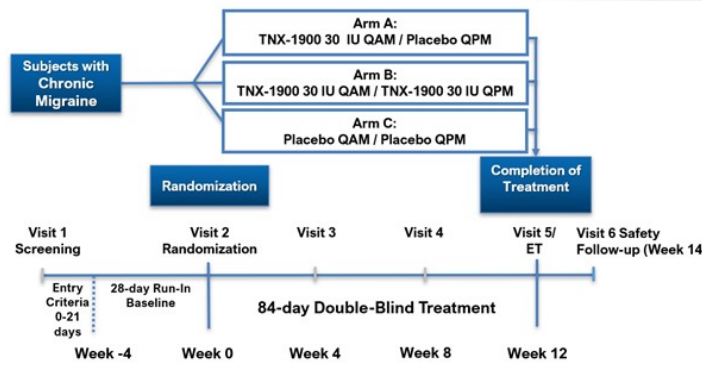 Arm A:
TNX-1900 30 IU QAM / Placebo QPM
Subjects with
Chronic
Migraine
Arm B:
TNX-1900 30 IU QAM / TNX-1900 30 IU QPM
Arm C:
Placebo QAM / Placebo QPM
Randomization
Completion of
Treatment
Visit 1
Screening
Visit 2
Randomization
Visit 3
Visit 4
Visit 5/
ET
Visit 6 Safety
Follow-up (Week 14
Entry
Criteria
0-21
days
28-day Run-In
Baseline
84-day Double-Blind Treatment
Week -4
Week 0
Week 4
Week 8
Week 12